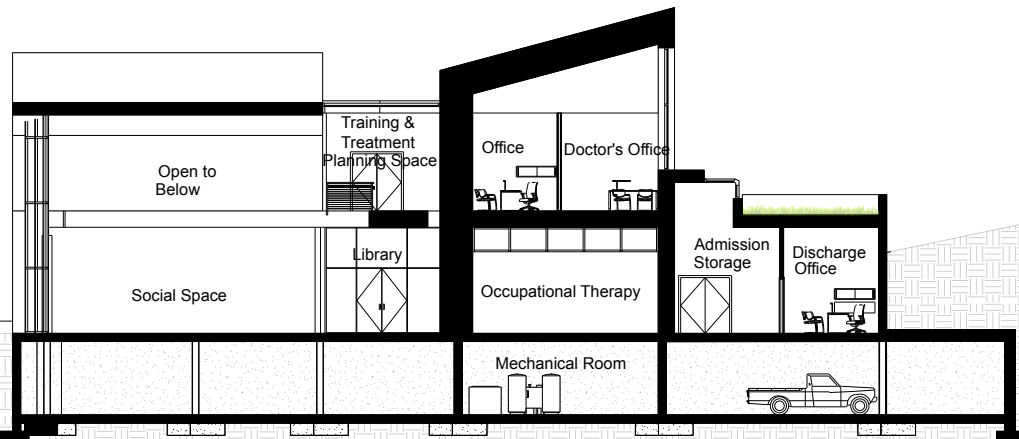 Training &
Treatment
Planning Space
Office
Doctor's Office
Open to
Below
Library
Admission
Storage
Discharge
Office
Social Space
Occupational Therapy
Mechanical Room